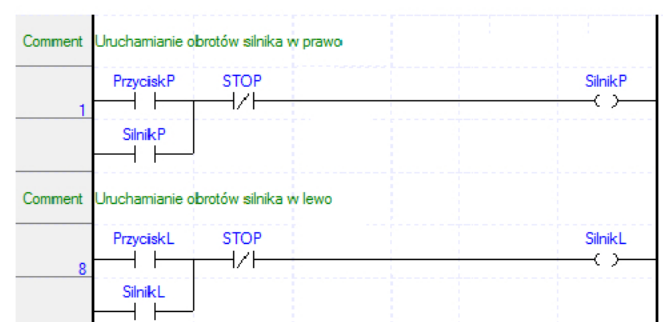 Comment Uruchamianie obrotów silnika w prawo
PrzyciskP STOP SilnikP
1
SilnikP
Comment Uruchamianie obrotów silnika w lewo
PrzyciskL STOP SilnikL
8
SilnikL